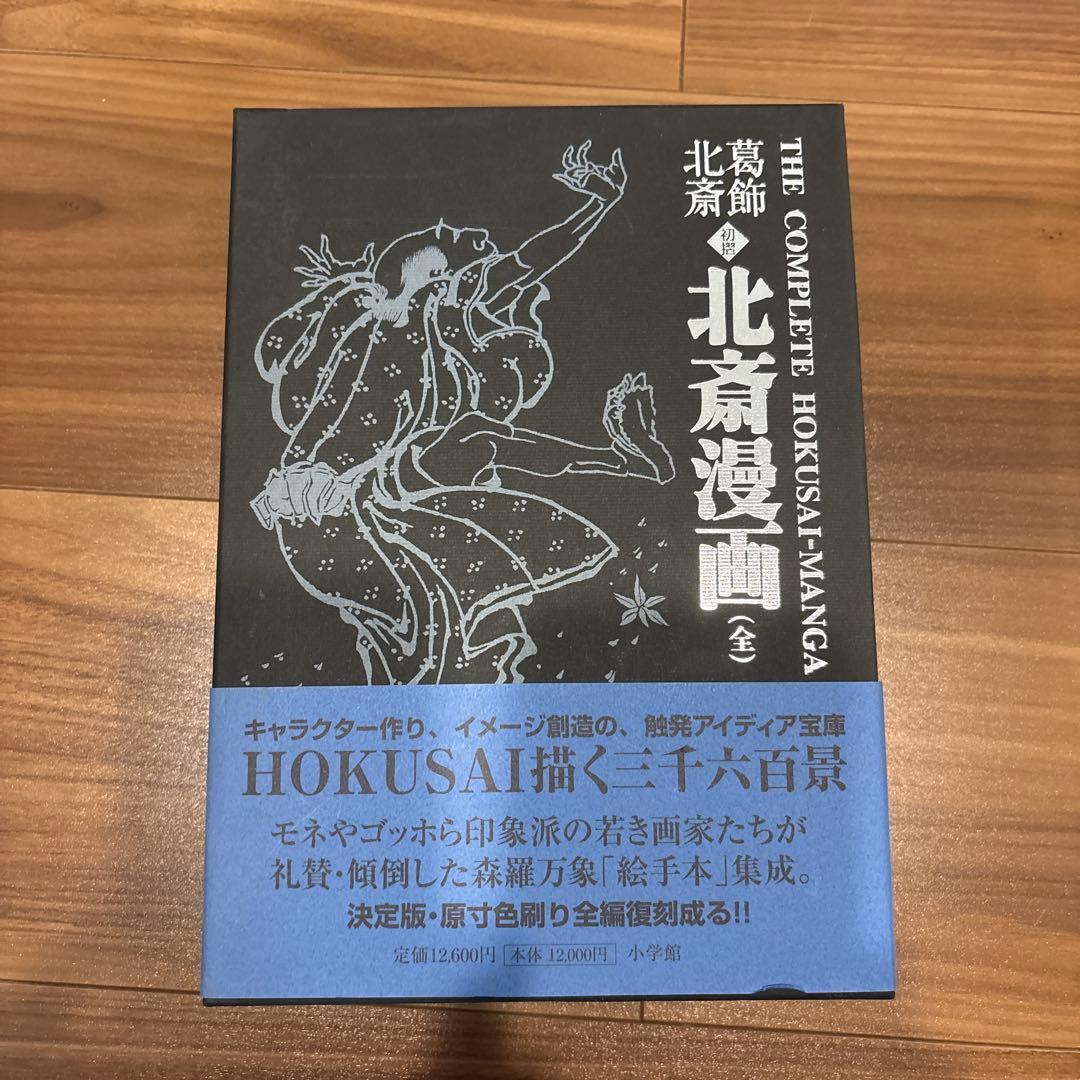 THE COMPLETE HOKUSAI-MANGA
葛飾
北斎
初摺
北斎漫画(全)
キャラクター作り、イメージ創造の、触発アイディア宝庫
HOKUSAI描く三千六百景
モネやゴッホら印象派の若き画家たちが
礼賛・傾倒した森羅万象「絵手本」集成。
決定版・原寸色刷り全編復刻成る!!
定価12,600円 本体 12,000円 小学館